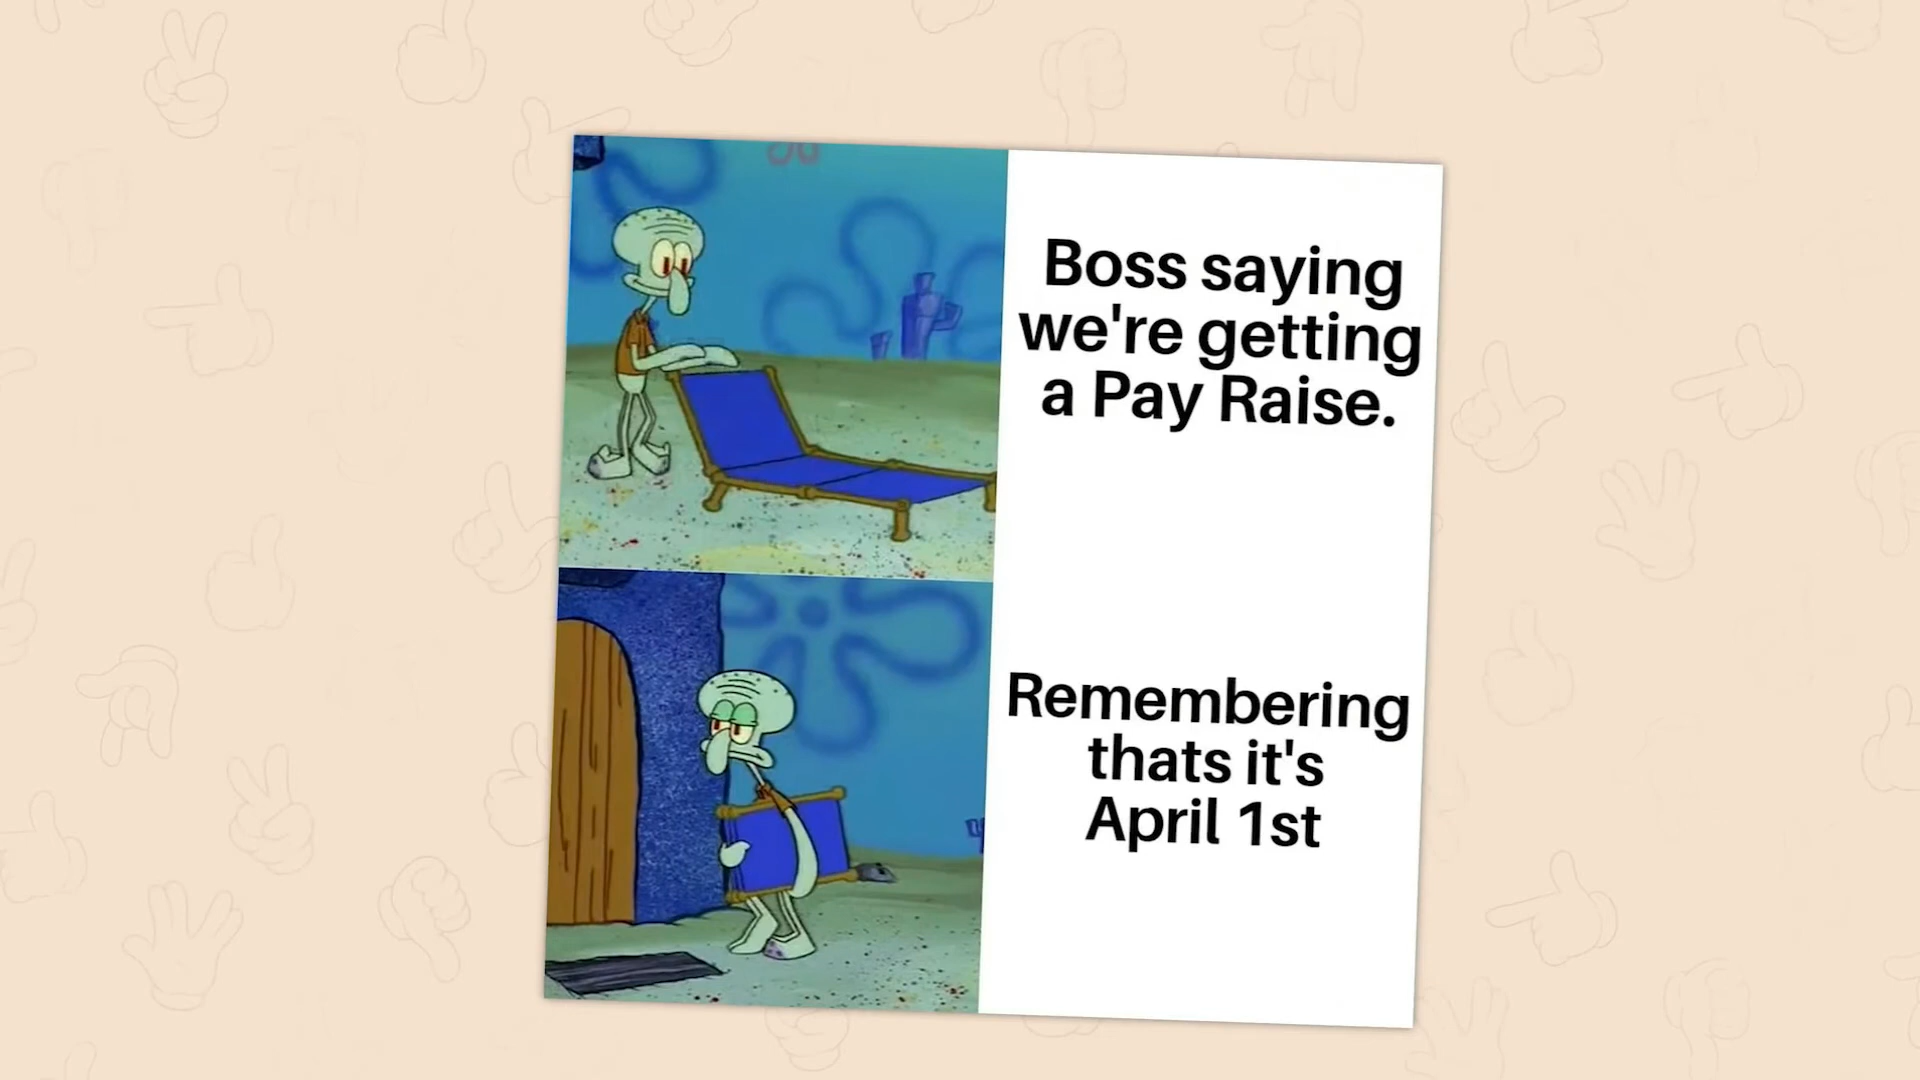 Boss saying
we're getting
a Pay Raise.
Remembering
thats it's
April 1st